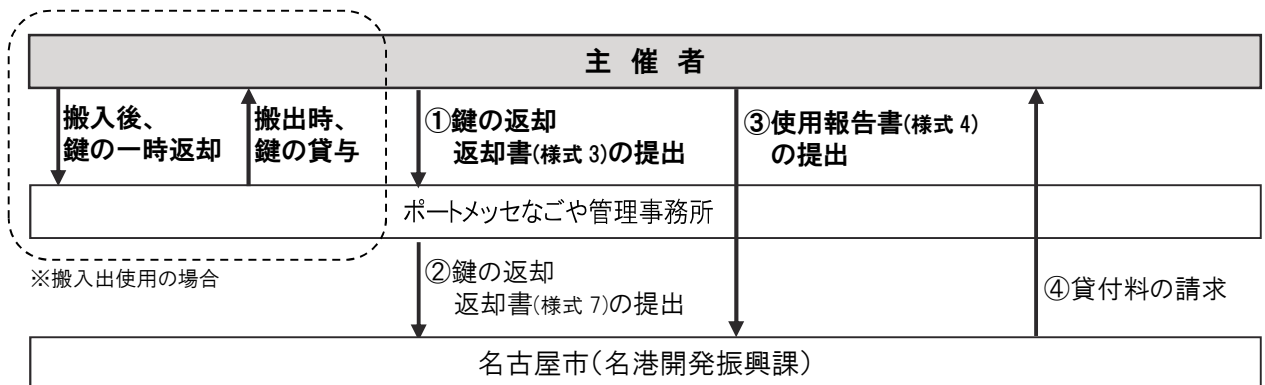 主 催 者
搬入後、
鍵の一時返却
搬出時、
鍵の貸与
①鍵の返却
返却書(様式 3)の提出
③使用報告書(様式 4)
の提出
ポートメッセなごや管理事務所
※搬入出使用の場合
②鍵の返却
返却書(様式 7)の提出
④貸付料の請求
名古屋市(名港開発振興課)